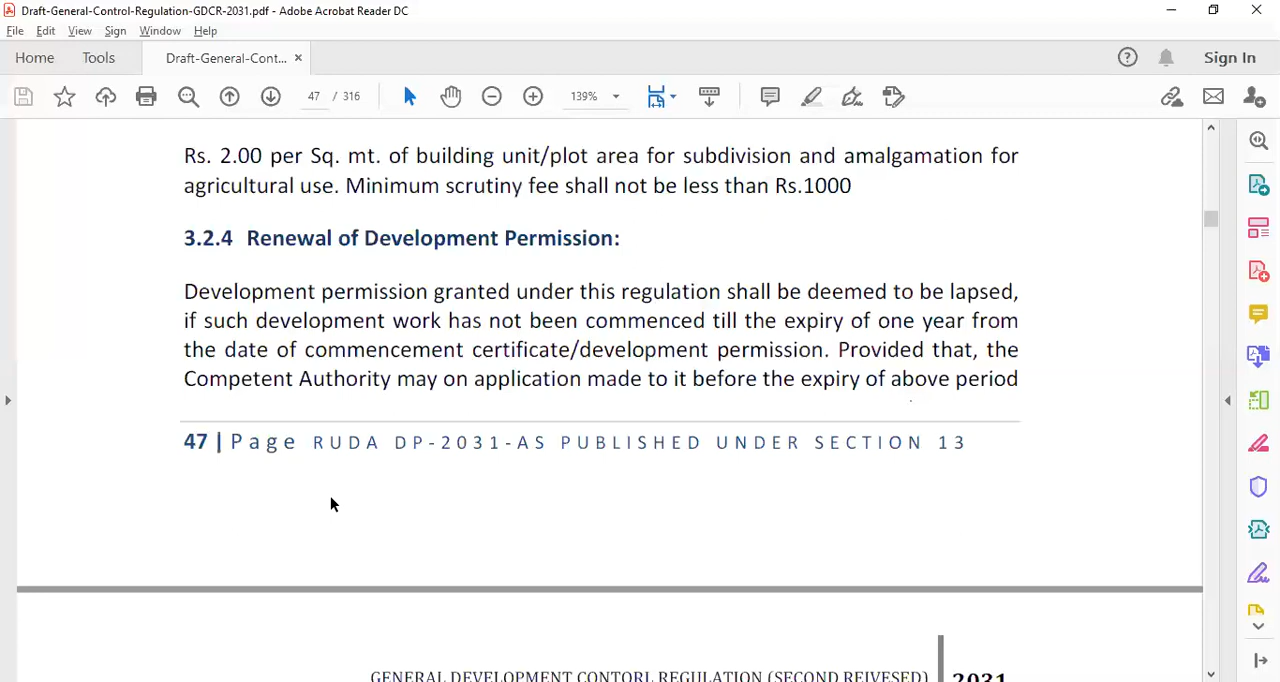 Draft-General-Control-Regulation-GDCR-2031.pdf - Adobe Acrobat Reader DC
File Edit View Sign Window Help
Home Tools Draft-General-Cont... × Sign In
47 / 316 139%
Rs. 2.00 per Sq. mt. of building unit/plot area for subdivision and amalgamation for
agricultural use. Minimum scrutiny fee shall not be less than Rs.1000
3.2.4 Renewal of Development Permission:
Development permission granted under this regulation shall be deemed to be lapsed,
if such development work has not been commenced till the expiry of one year from
the date of commencement certificate/development permission. Provided that, the
Competent Authority may on application made to it before the expiry of above period
47 | Page RUDA DP-2031-AS PUBLISHED UNDER SECTION 13
GENERAL DEVELOPMENT CONTORL REGULATION (SECOND REIVESED) 2031